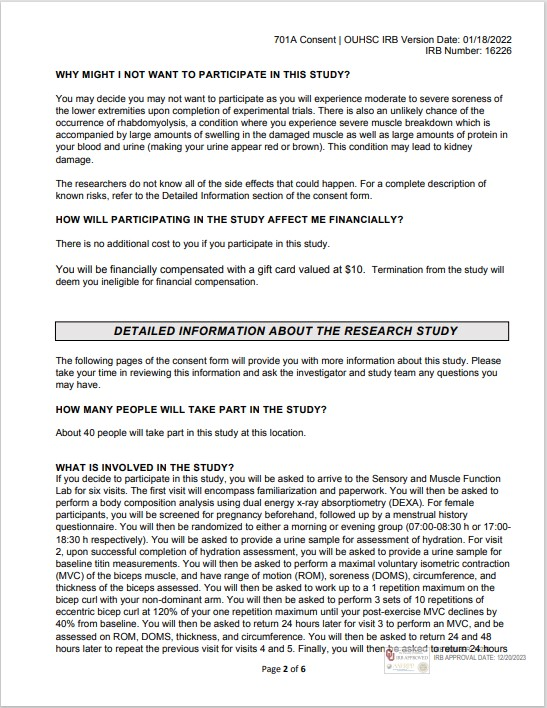 701A Consent | OUHSC IRB Version Date: 01/18/2022
IRB Number: 16226
WHY MIGHT I NOT WANT TO PARTICIPATE IN THIS STUDY?
You may decide you may not want to participate as you will experience moderate to severe soreness of
the lower extremities upon completion of experimental trials. There is also an unlikely chance of the
occurrence of rhabdomyolysis, a condition where you experience severe muscle breakdown which is
accompanied by large amounts of swelling in the damaged muscle as well as large amounts of protein in
your blood and urine (making your urine appear red or brown). This condition may lead to kidney
damage.
The researchers do not know all of the side effects that could happen. For a complete description of
known risks, refer to the Detailed Information section of the consent form.
HOW WILL PARTICIPATING IN THE STUDY AFFECT ME FINANCIALLY?
There is no additional cost to you if you participate in this study.
You will be financially compensated with a gift card valued at $10. Termination from the study will
deem you ineligible for financial compensation.
DETAILED INFORMATION ABOUT THE RESEARCH STUDY
The following pages of the consent form will provide you with more information about this study. Please
take your time in reviewing this information and ask the investigator and study team any questions you
may have.
HOW MANY PEOPLE WILL TAKE PART IN THE STUDY?
About 40 people will take part in this study at this location.
WHAT IS INVOLVED IN THE STUDY?
If you decide to participate in this study, you will be asked to arrive to the Sensory and Muscle Function
Lab for six visits. The first visit will encompass familiarization and paperwork. You will then be asked to
perform a body composition analysis using dual energy x-ray absorptiometry (DEXA). For female
participants, you will be screened for pregnancy beforehand, followed up by a menstrual history
questionnaire. You will then be randomized to either a morning or evening group (07:00-08:30 h or 17:00-
18:30 h respectively). You will be asked to provide a urine sample for assessment of hydration. For visit
2, upon successful completion of hydration assessment, you will be asked to provide a urine sample for
baseline titin measurements. You will then be asked to perform a maximal voluntary isometric contraction
(MVC) of the biceps muscle, and have range of motion (ROM), soreness (DOMS), circumference, and
thickness of the biceps assessed. You will then be asked to work up to a 1 repetition maximum on the
bicep curl with your non-dominant arm. You will then be asked to perform 3 sets of 10 repetitions of
eccentric bicep curl at 120% of your one repetition maximum until your post-exercise MVC declines by
40% from baseline. You will then be asked to return 24 hours later for visit 3 to perform an MVC, and be
assessed on ROM, DOMS, thickness, and circumference. You will then be asked to return 24 and 48
hours later to repeat the previous visit for visits 4 and 5. Finally, you will then be asked to return 24 hours
IRB APPROVED
IRB APPROVAL DATE: 12/20/2023
Page 2 of 6